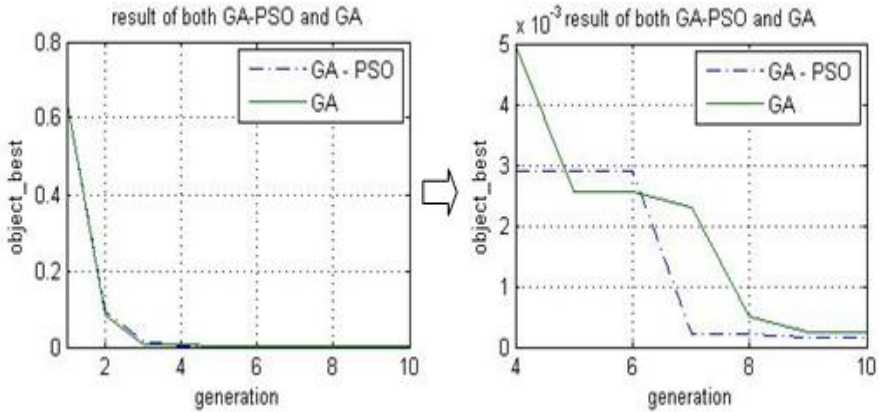 result of both GA-PSO and GA
0.8
0.6
0.4
0.2
0
object_best
GA - PSO
GA
2
4
6
8
10
generation
result of both GA-PSO and GA
x 10-3
5
4
3
2
1
0
object_best
GA - PSO
GA
4
6
8
10
generation